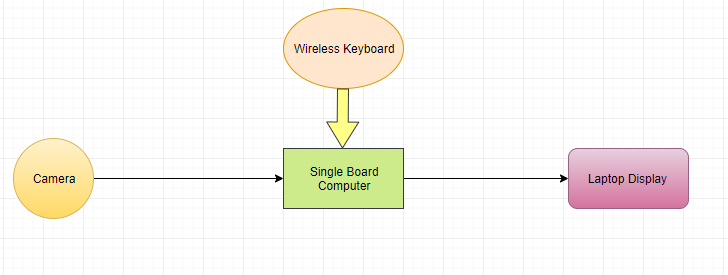 Wireless Keyboard
Camera
Single Board
Computer
Laptop Display